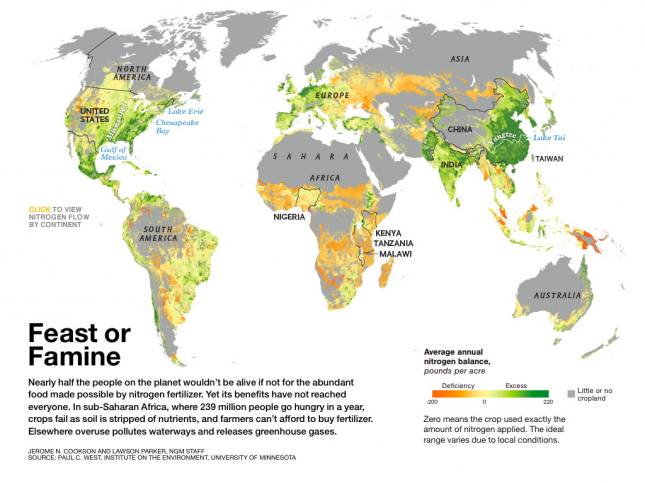 ASIA
NORTH
AMERICA
EUROPE
UNITED
STATES
Lake Erie
Chesapeake
Bay
CHINA
Yangtze
Lake Tai
Gulf of
Mexico
SAHARA
TAIWAN
INDIA
AFRICA
CLICK TO VIEW
NITROGEN FLOW
BY CONTINENT
NIGERIA
SOUTH
AMERICA
KENYA
TANZANIA
MALAWI
AUSTRALIA
Feast or
Famine
Nearly half the people on the planet wouldn't be alive if not for the abundant
food made possible by nitrogen fertilizer. Yet its benefits have not reached
everyone. In sub-Saharan Africa, where 239 million people go hungry in a year,
crops fail as soil is stripped of nutrients, and farmers can't afford to buy fertilizer.
Elsewhere overuse pollutes waterways and releases greenhouse gases.
JEROME N. COOKSON AND LAWSON PARKER, NGM STAFF
SOURCE: PAUL C. WEST, INSTITUTE ON THE ENVIRONMENT, UNIVERSITY OF MINNESOTA
Average annual
nitrogen balance,
pounds per acre
Deficiency Excess
-200 0 220
Little or no
cropland
Zero means the crop used exactly the
amount of nitrogen applied. The ideal
range varies due to local conditions.